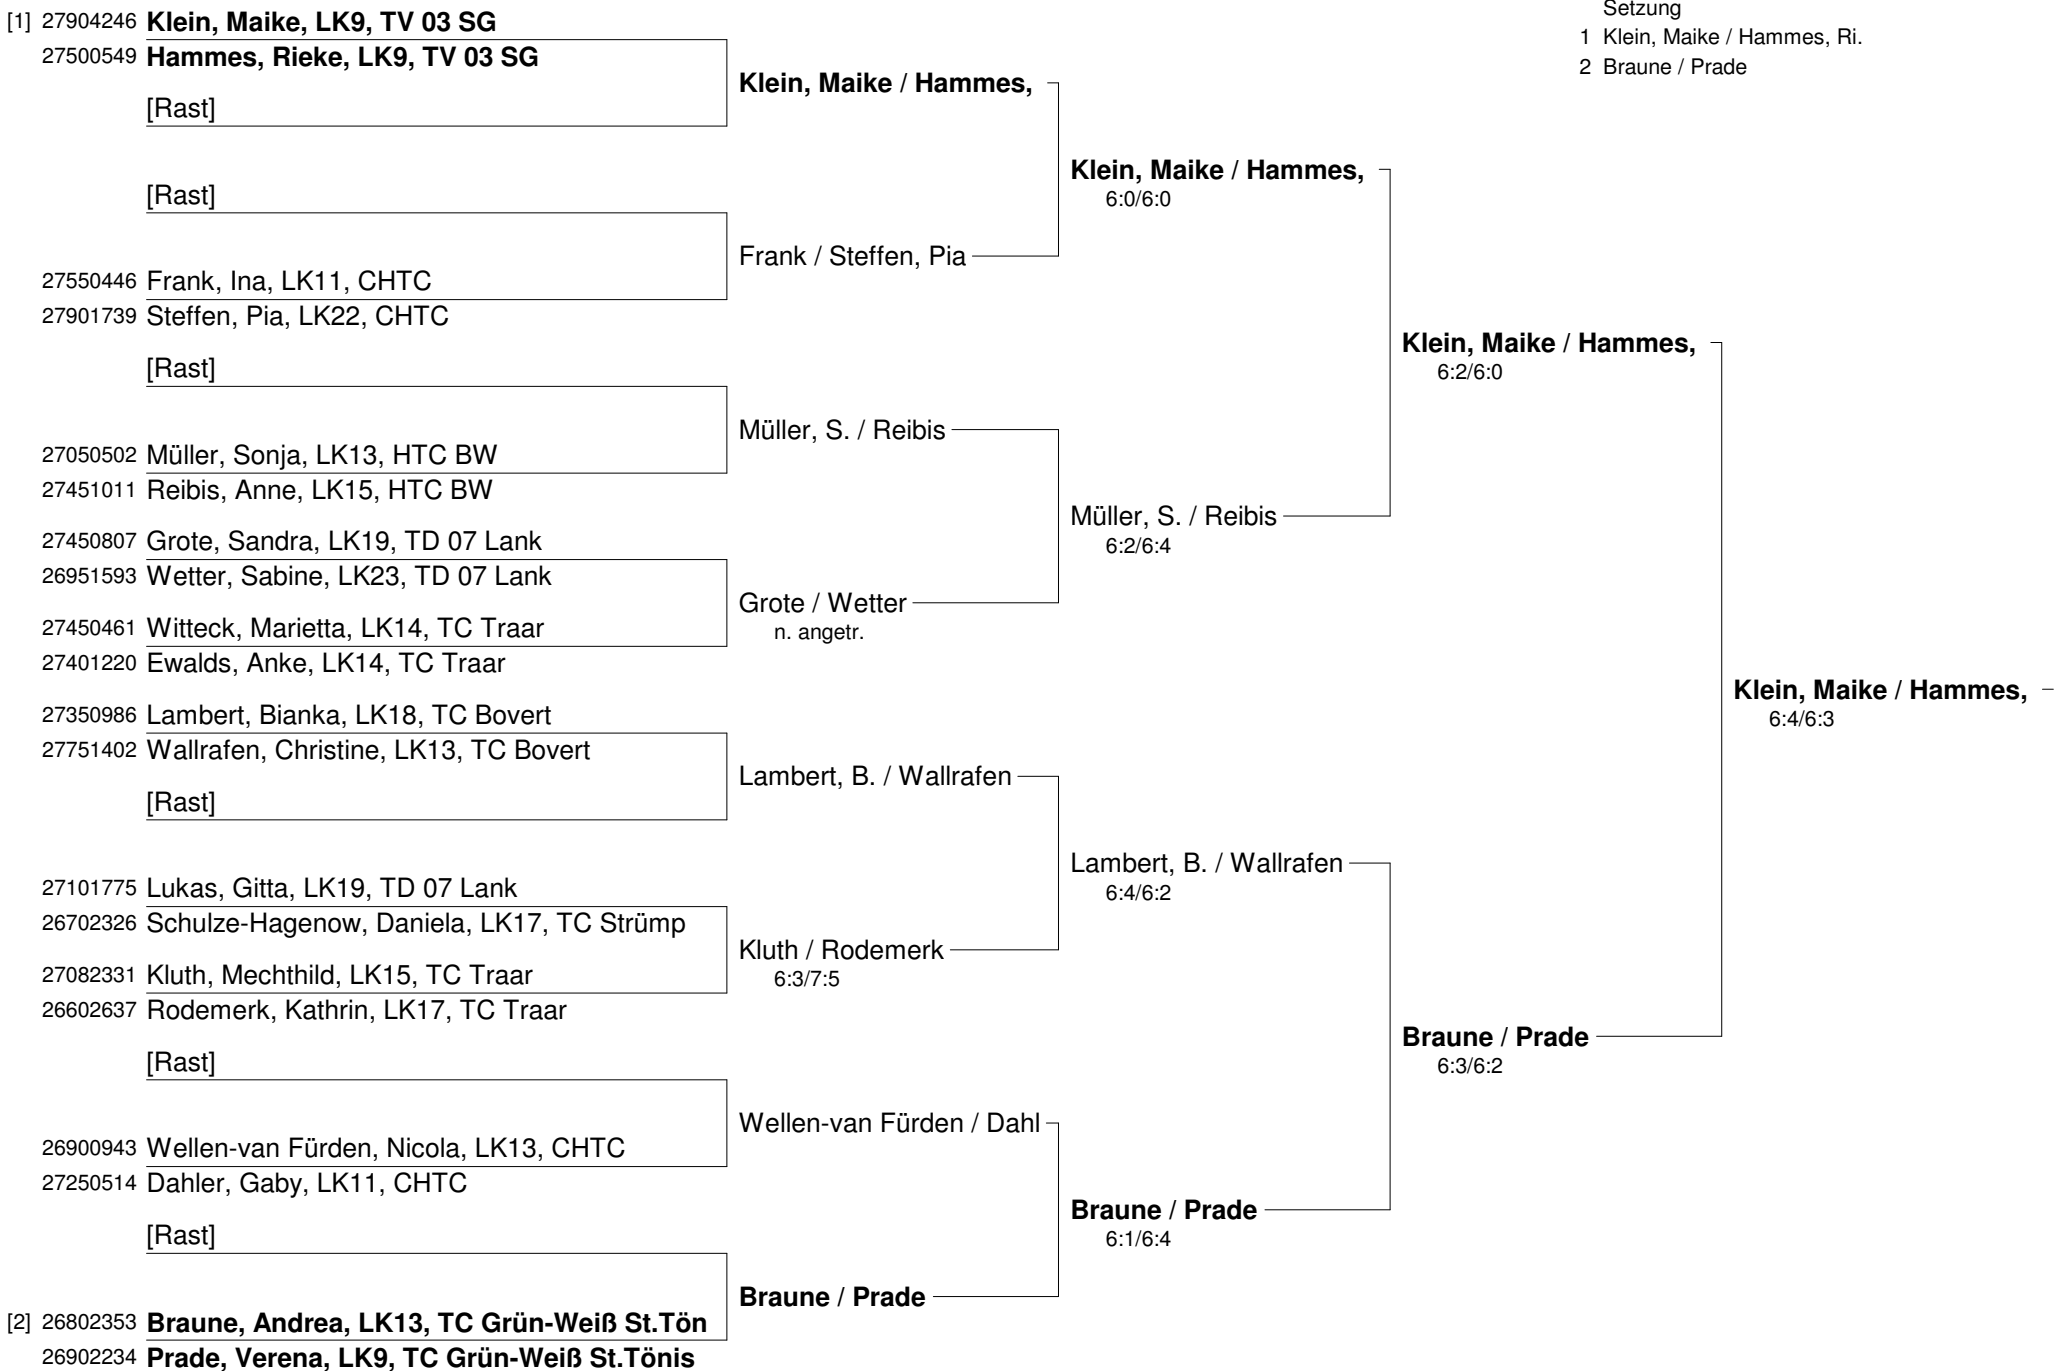 Setzung
1 Klein, Maike / Hammes, Ri.
2 Braune / Prade
[1] 27904246 Klein, Maike, LK9, TV 03 SG
27500549 Hammes, Rieke, LK9, TV 03 SG
[Rast]
[Rast]
27550446 Frank, Ina, LK11, CHTC
27901739 Steffen, Pia, LK22, CHTC
[Rast]
27050502 Müller, Sonja, LK13, HTC BW
27451011 Reibis, Anne, LK15, HTC BW
27450807 Grote, Sandra, LK19, TD 07 Lank
26951593 Wetter, Sabine, LK23, TD 07 Lank
27450461 Witteck, Marietta, LK14, TC Traar
27401220 Ewalds, Anke, LK14, TC Traar
27350986 Lambert, Bianka, LK18, TC Bovert
27751402 Wallrafen, Christine, LK13, TC Bovert
[Rast]
27101775 Lukas, Gitta, LK19, TD 07 Lank
26702326 Schulze-Hagenow, Daniela, LK17, TC Strümp
27082331 Kluth, Mechthild, LK15, TC Traar
26602637 Rodemerk, Kathrin, LK17, TC Traar
[Rast]
26900943 Wellen-van Fürden, Nicola, LK13, CHTC
27250514 Dahler, Gaby, LK11, CHTC
[Rast]
[2] 26802353 Braune, Andrea, LK13, TC Grün-Weiß St.Tön
26902234 Prade, Verena, LK9, TC Grün-Weiß St.Tönis
Klein, Maike / Hammes,
Frank / Steffen, Pia
Müller, S. / Reibis
Grote / Wetter
n. angetr.
Lambert, B. / Wallrafen
Kluth / Rodemerk
6:3/7:5
Wellen-van Fürden / Dahl
Braune / Prade
Klein, Maike / Hammes,
6:0/6:0
Müller, S. / Reibis
6:2/6:4
Lambert, B. / Wallrafen
6:4/6:2
Braune / Prade
6:1/6:4
Klein, Maike / Hammes,
6:2/6:0
Braune / Prade
6:3/6:2
Klein, Maike / Hammes,
6:4/6:3